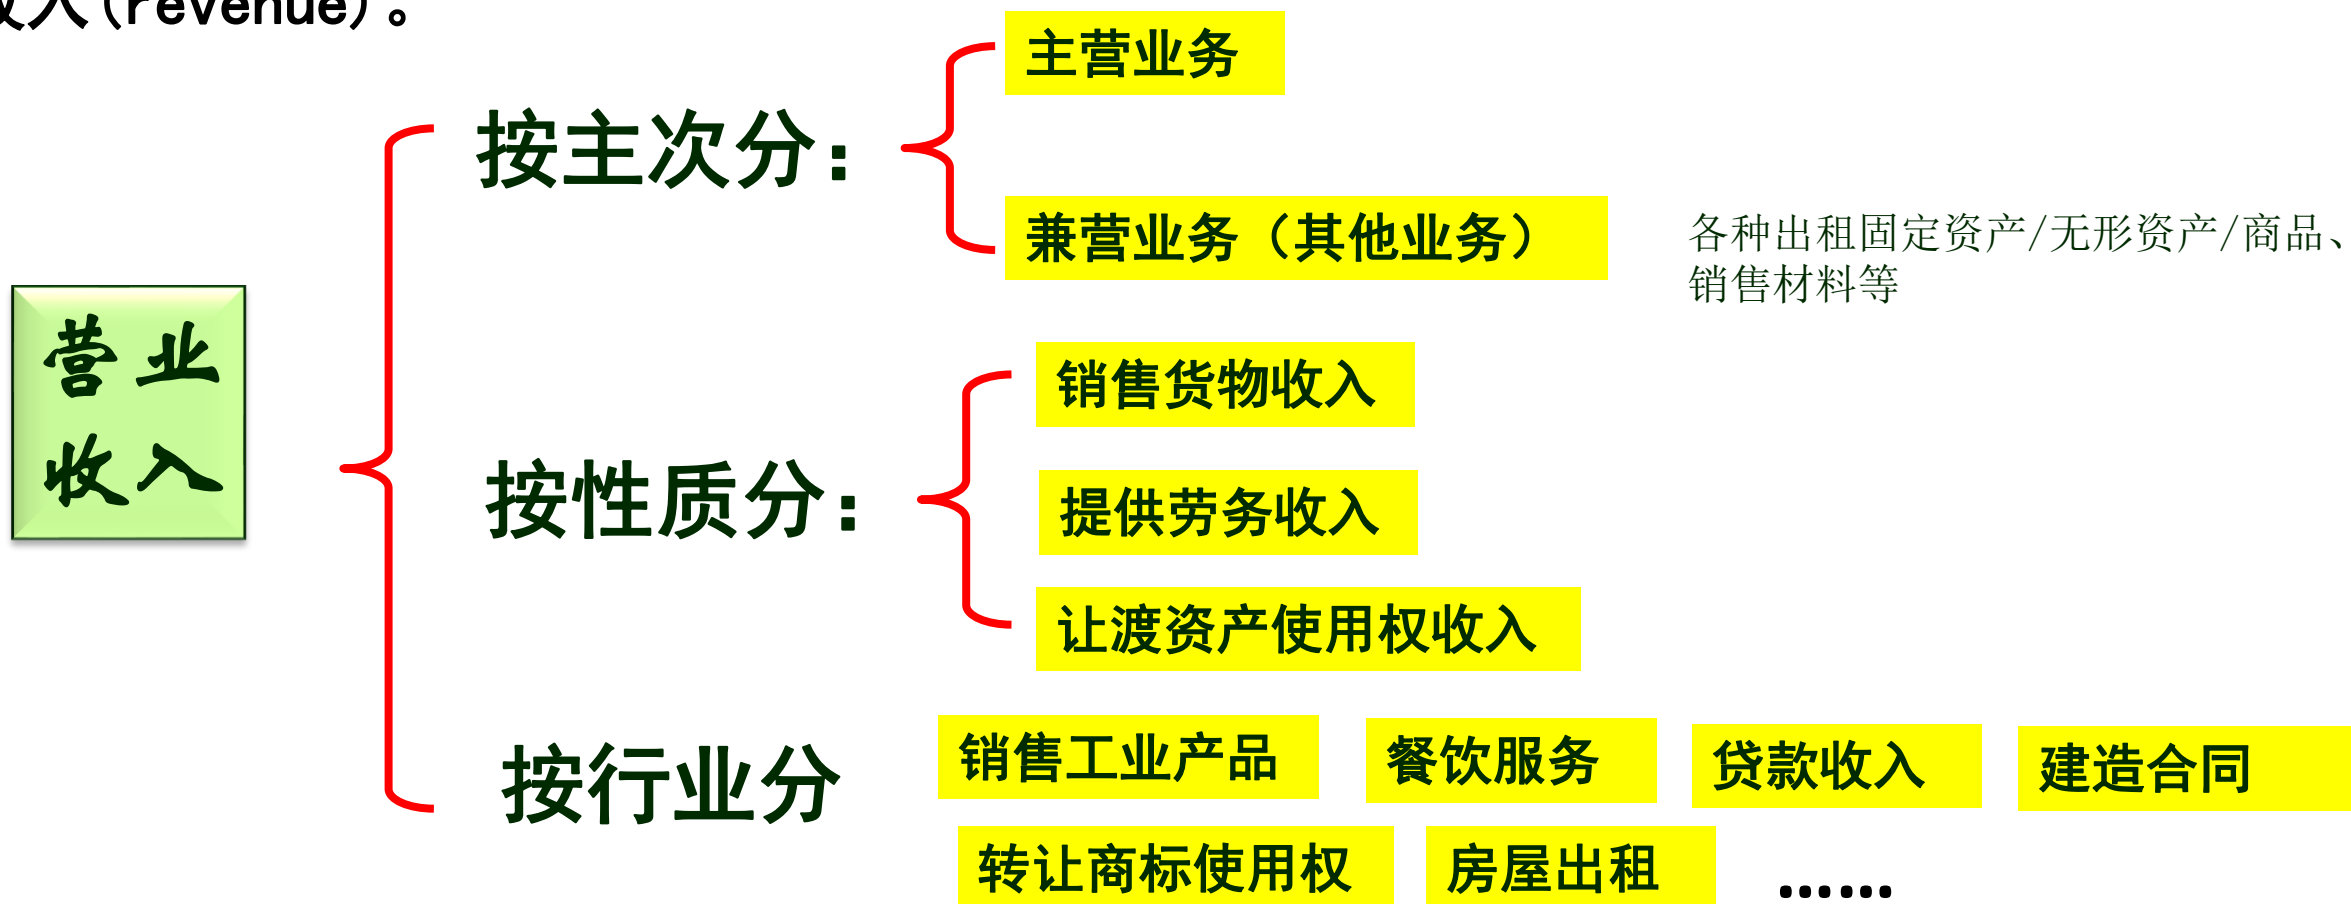 收入(revenue)。
营业
收入
按主次分：
主营业务
兼营业务（其他业务）
各种出租固定资产/无形资产/商品、
销售材料等
按性质分：
销售货物收入
提供劳务收入
让渡资产使用权收入
按行业分
销售工业产品
餐饮服务
贷款收入
建造合同
转让商标使用权
房屋出租
……